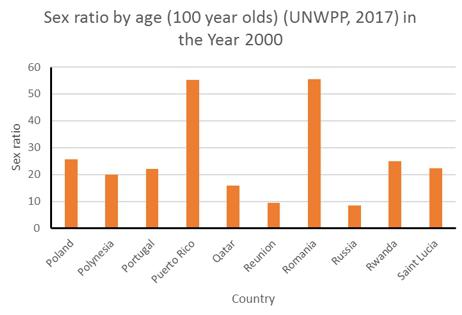 Sex ratio by age (100 year olds) (UNWPP, 2017) in
the Year 2000
60
50
40
30
20
10
0
Sex ratio
Poland
Polynesia
Portugal
Puerto Rico
Qatar
Reunion
Romania
Russia
Rwanda
Saint Lucia
Country